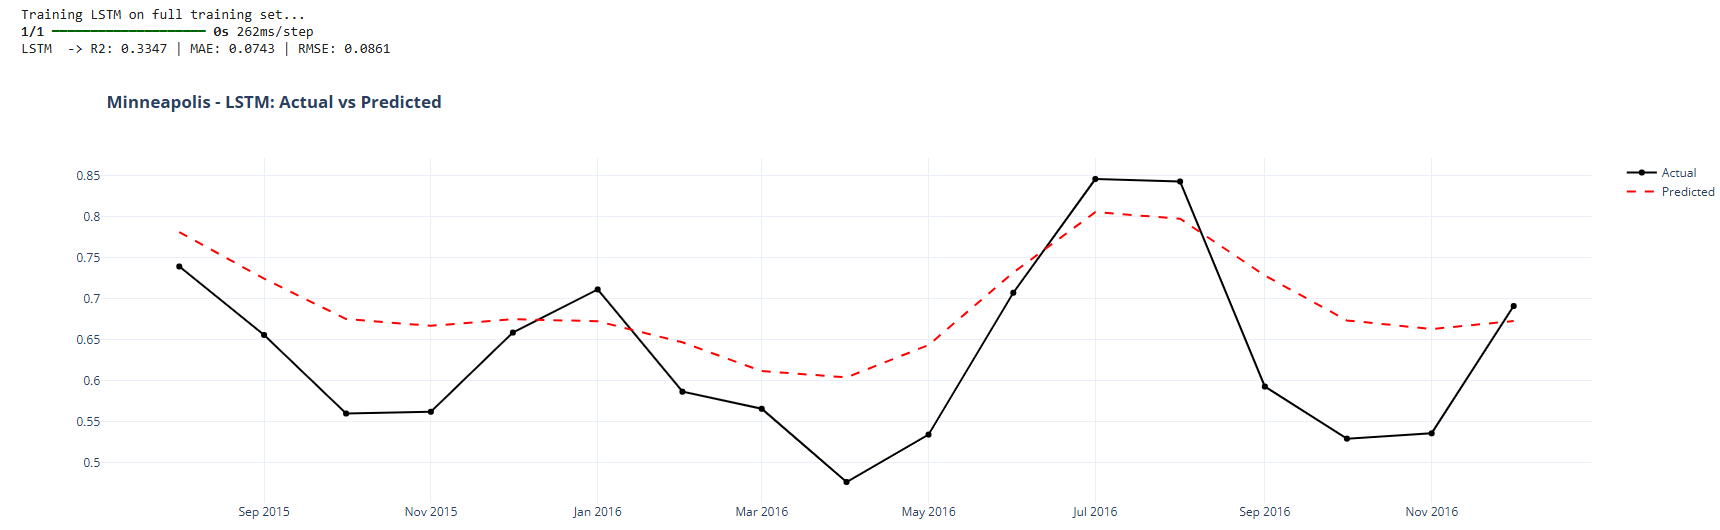 Training LSTM on full training set...
1/1 ━━━━━━━━━━━━━━━━━━━━ 0s 262ms/step
LSTM  -> R2: 0.3347 | MAE: 0.0743 | RMSE: 0.0861
Minneapolis - LSTM: Actual vs Predicted
Actual
Predicted
0.85
0.8
0.75
0.7
0.65
0.6
0.55
0.5
Sep 2015 Nov 2015 Jan 2016 Mar 2016 May 2016 Jul 2016 Sep 2016 Nov 2016